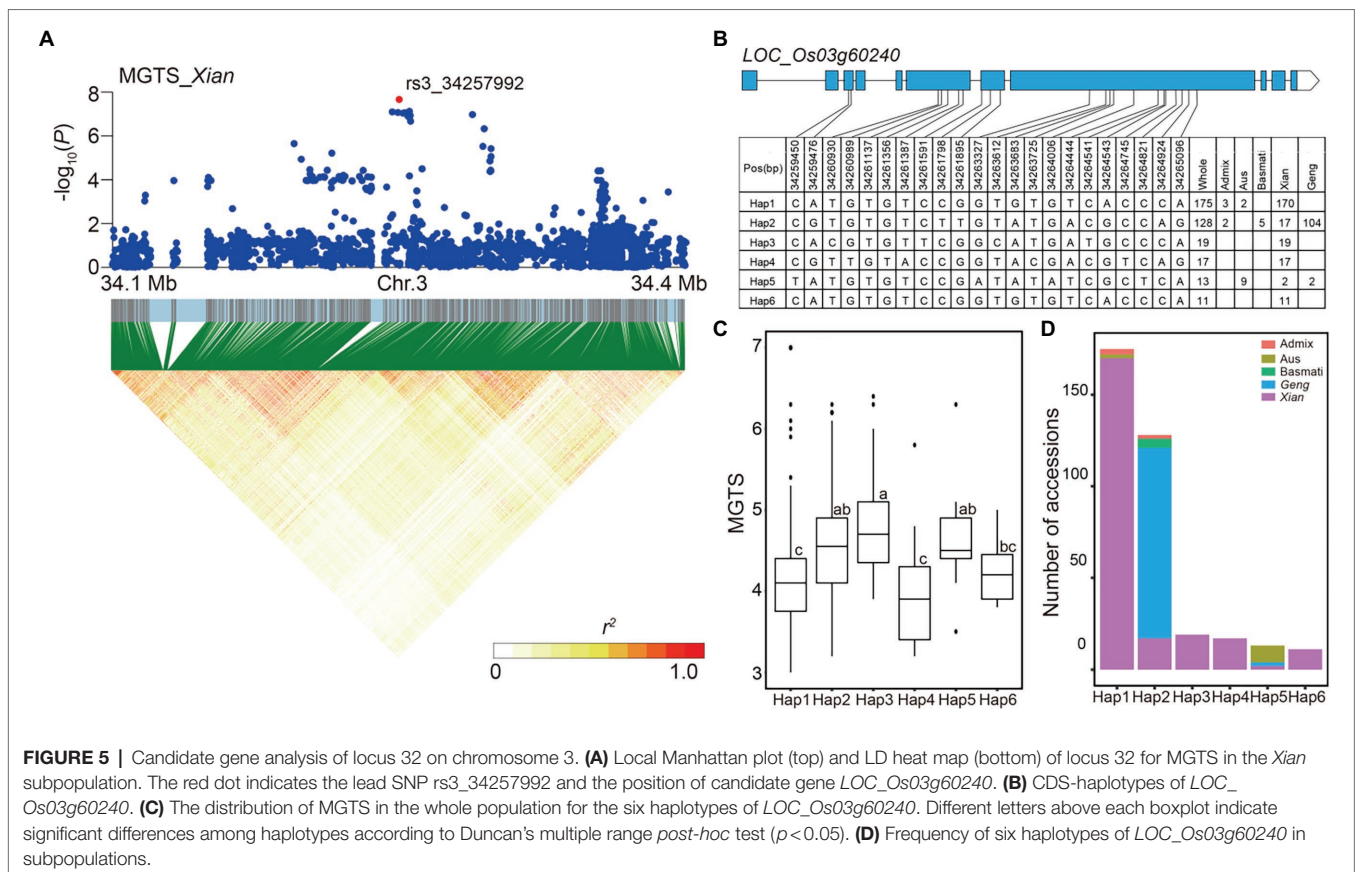 A
MGTS_Xian
rs3_34257992
-log10(P)
8
6
4
2
0
34.1 Mb
Chr.3
34.4 Mb
r2
0
1.0
B
LOC_Os03g60240
Pos(bp) 34259450 34259476 34260930 34260989 34261137 34261356 34261387 34261591 34261798 34261895 34263327 34263612 34263683 34263725 34264006 34264444 34264541 34264543 34264745 34264821 34264924 34265096 Whole Admix Aus Basmati Xian Geng
Hap1 C A T G T G T C C G G T G T G T C A C C C A 175 3 2 170
Hap2 C G T G T G T C T T G T A T G A C G C C A G 128 2 5 17 104
Hap3 C A C G T G T T C G G C A T G A T G C C C A 19 19
Hap4 C G T T G T A C C G G T A C G A C G T C A G 17 17
Hap5 T A T G T G T C C G A T A T A T C G C T C A 13 9 2 2
Hap6 C A T G T G T C C G G T G T G T C A C C C A 11 11
C
MGTS
7
6
5
4
3
c
ab
a
c
ab
bc
Hap1 Hap2 Hap3 Hap4 Hap5 Hap6
D
Number of accessions
150
100
50
0
Admix
Aus
Basmati
Geng
Xian
Hap1 Hap2 Hap3 Hap4 Hap5 Hap6
FIGURE 5 | Candidate gene analysis of locus 32 on chromosome 3. (A) Local Manhattan plot (top) and LD heat map (bottom) of locus 32 for MGTS in the Xian
subpopulation. The red dot indicates the lead SNP rs3_34257992 and the position of candidate gene LOC_Os03g60240. (B) CDS-haplotypes of LOC_
Os03g60240. (C) The distribution of MGTS in the whole population for the six haplotypes of LOC_Os03g60240. Different letters above each boxplot indicate
significant differences among haplotypes according to Duncan's multiple range post-hoc test (p<0.05). (D) Frequency of six haplotypes of LOC_Os03g60240 in
subpopulations.